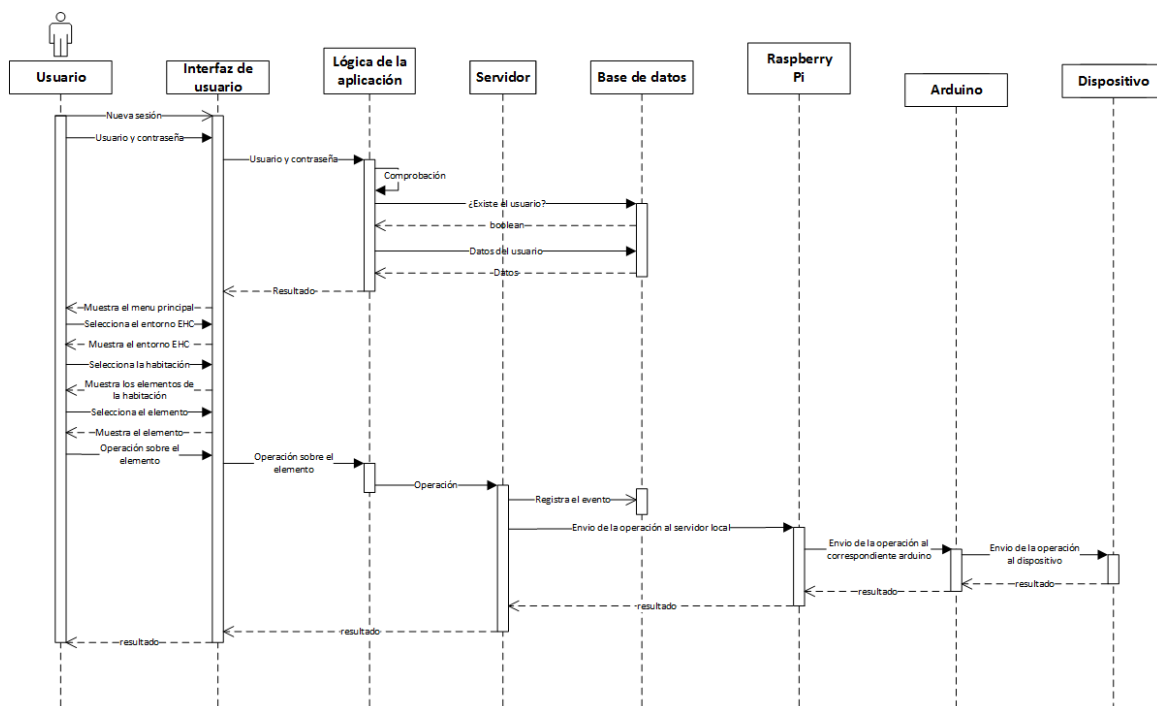 Usuario
Interfaz de
usuario
Lógica de la
aplicación
Servidor
Base de datos
Raspberry
Pi
Arduino
Dispositivo
Nueva sesión
Usuario y contraseña
Usuario y contraseña
Comprobación
¿Existe el usuario?
boolean
Datos del usuario
Datos
Resultado
Muestra el menu principal
Selecciona el entorno EHC
Muestra el entorno EHC
Selecciona la habitación
Muestra los elementos de
la habitación
Selecciona el elemento
Muestra el elemento
Operación sobre el
elemento
Operación sobre el
elemento
Operación
Registra el evento
Envio de la operación al servidor local
Envio de la operación al
correspondiente arduino
Envio de la operación
al dispositivo
resultado
resultado
resultado
resultado
resultado